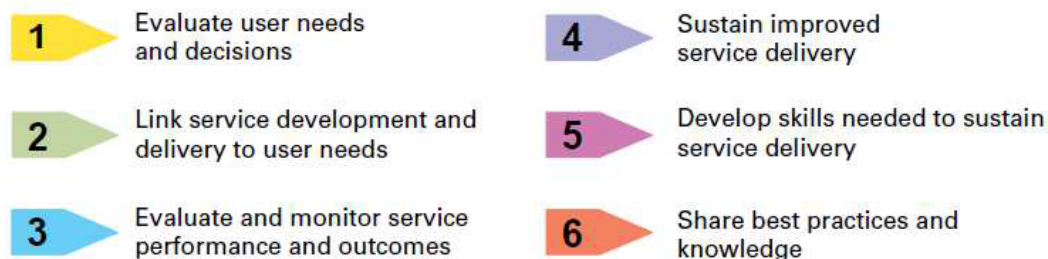 1
Evaluate user needs
and decisions
2
Link service development and
delivery to user needs
3
Evaluate and monitor service
performance and outcomes
4
Sustain improved
service delivery
5
Develop skills needed to sustain
service delivery
6
Share best practices and
knowledge